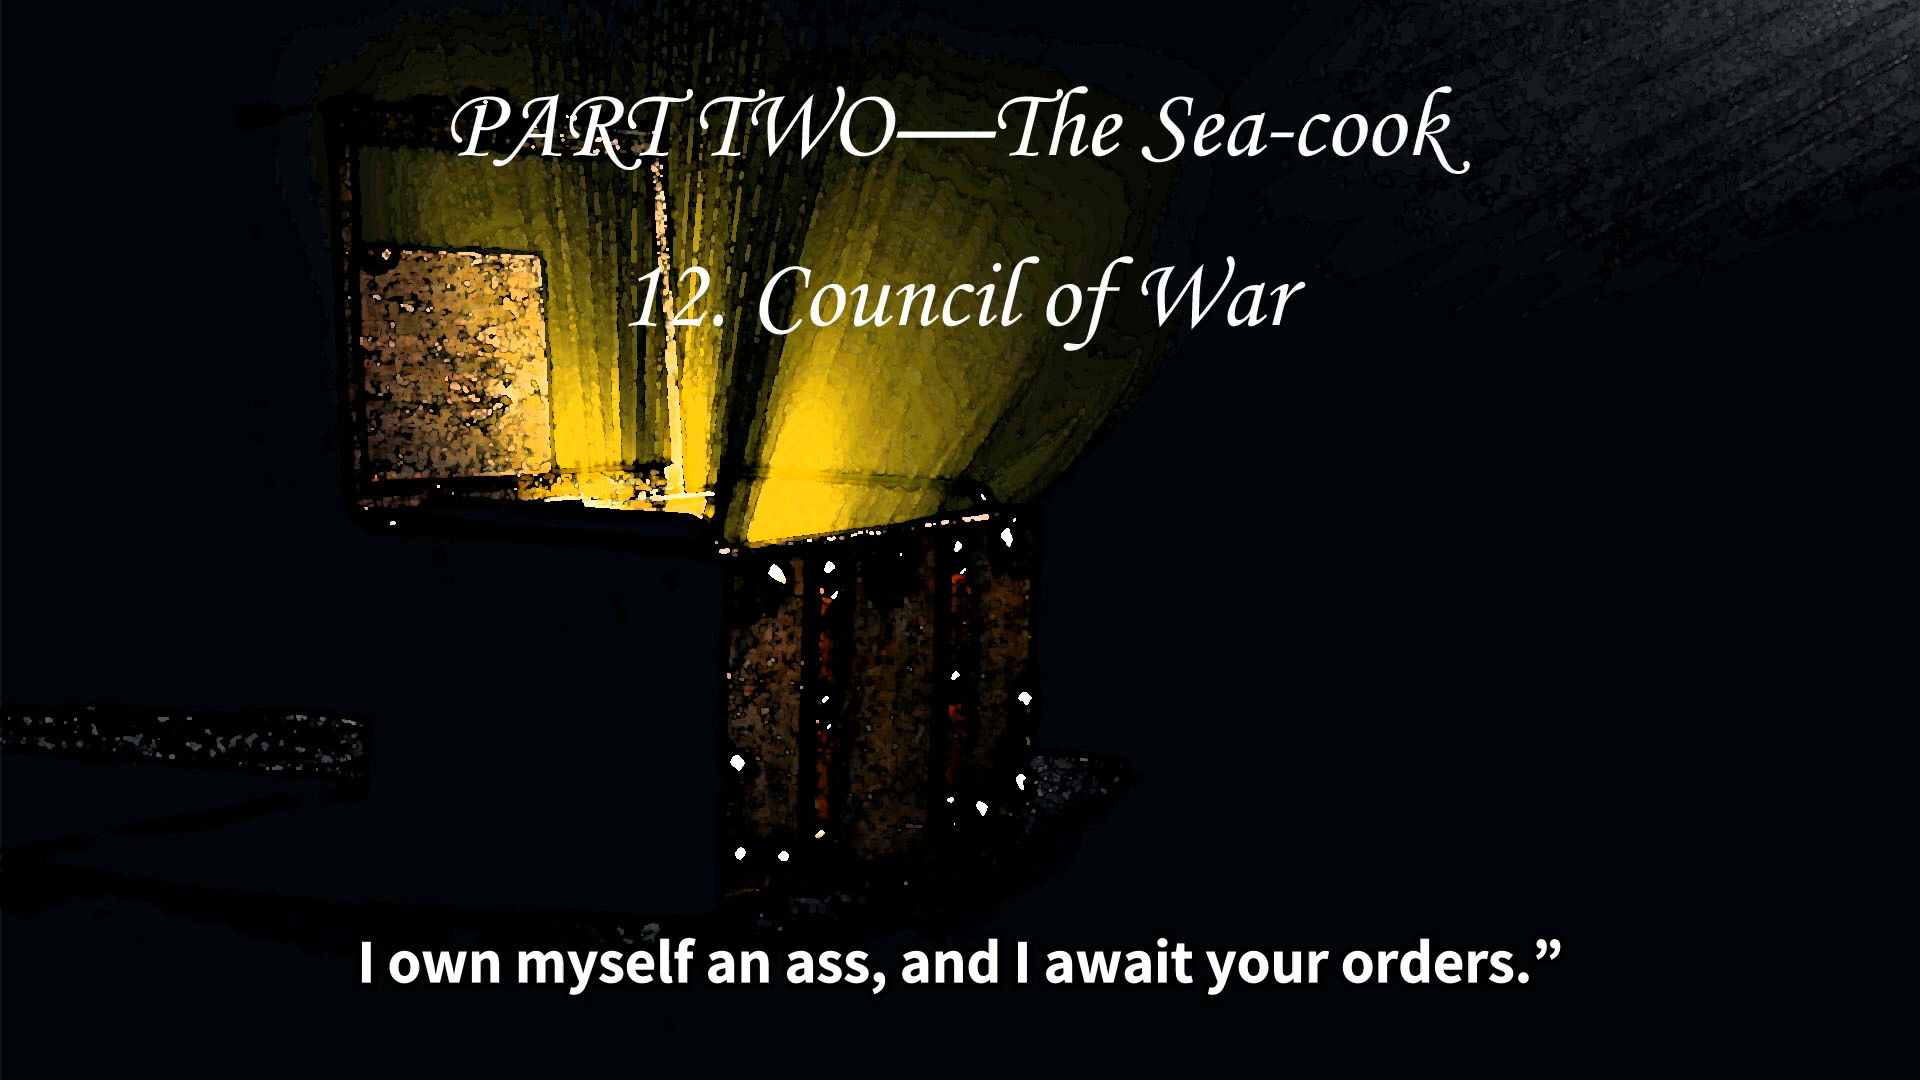 PART TWO—The Sea-cook
12. Council of War
I own myself an ass, and I await your orders.”